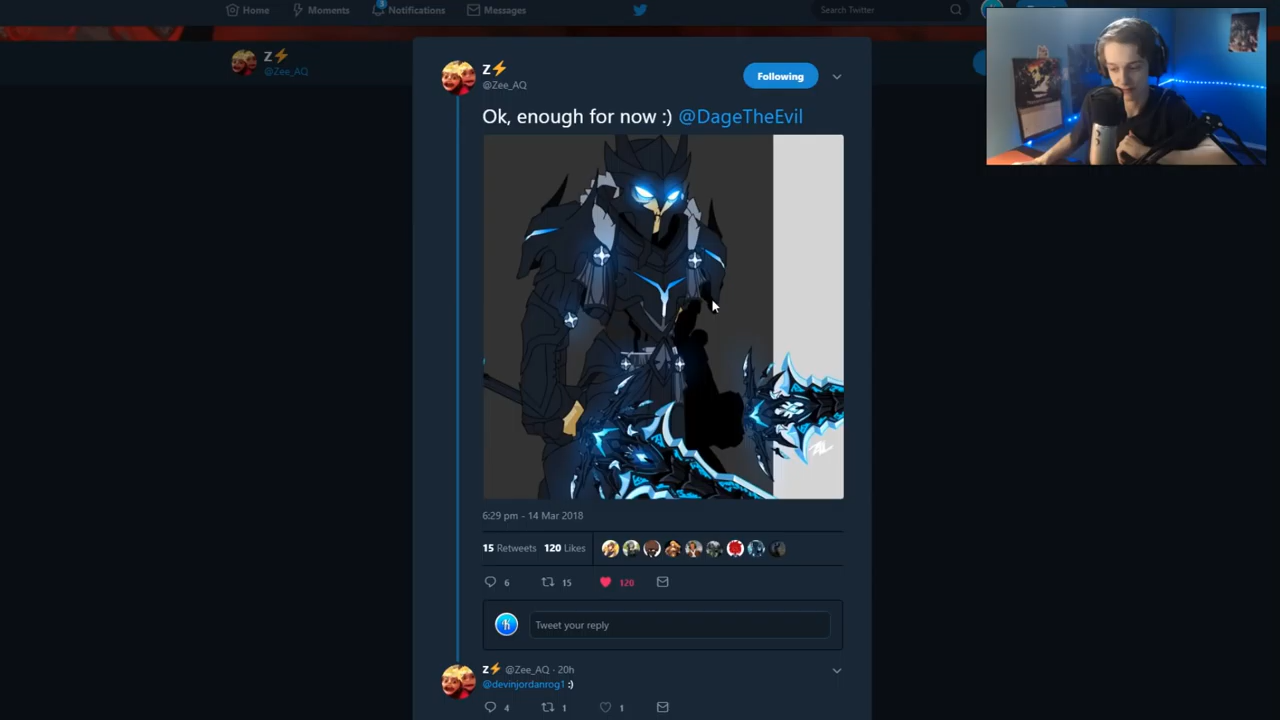 Home Moments Notifications Messages Search Twitter
3
Z⚡
@Zee_AQ
Z⚡
@Zee_AQ
Following
Ok, enough for now :) @DageTheEvil
6:29 pm - 14 Mar 2018
15 Retweets 120 Likes
6 15 120
Tweet your reply
Z⚡ @Zee_AQ · 20h
@devinjordanrog1 :)
4 1 1